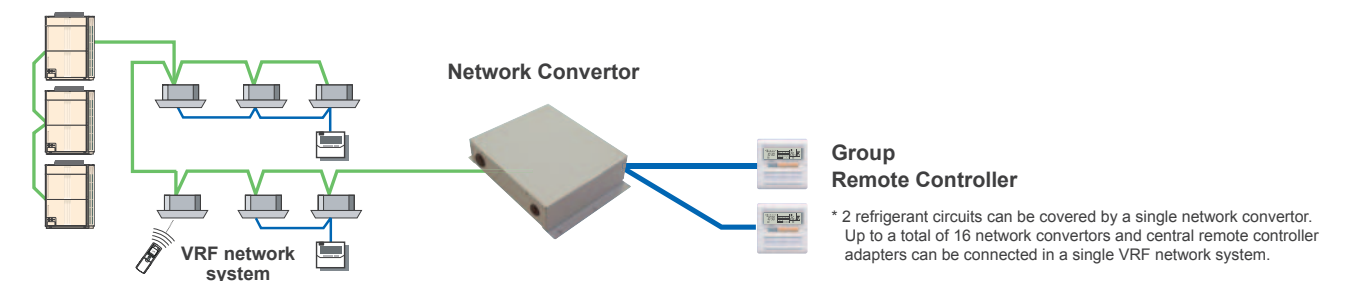 Network Convertor
Group
Remote Controller
* 2 refrigerant circuits can be covered by a single network convertor.
Up to a total of 16 network convertors and central remote controller
adapters can be connected in a single VRF network system.
VRF network
system